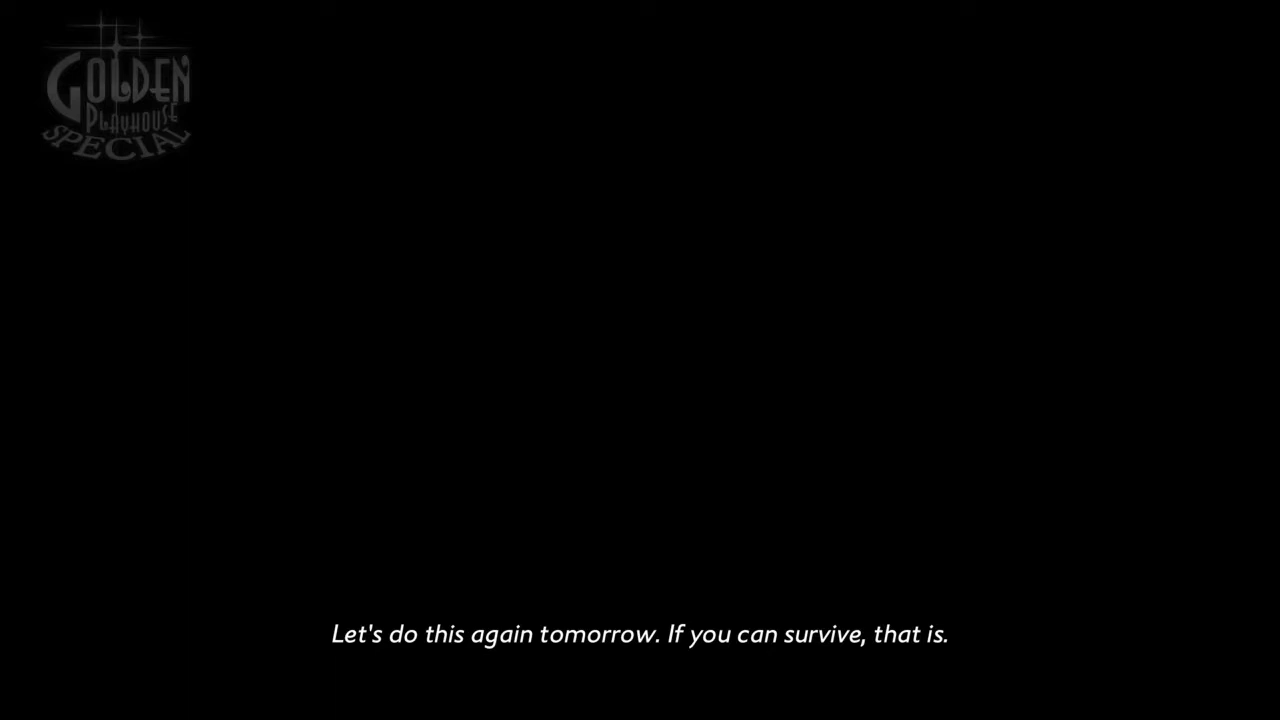 GOLDEN
PLAYHOUSE
SPECIAL
Let's do this again tomorrow. If you can survive, that is.